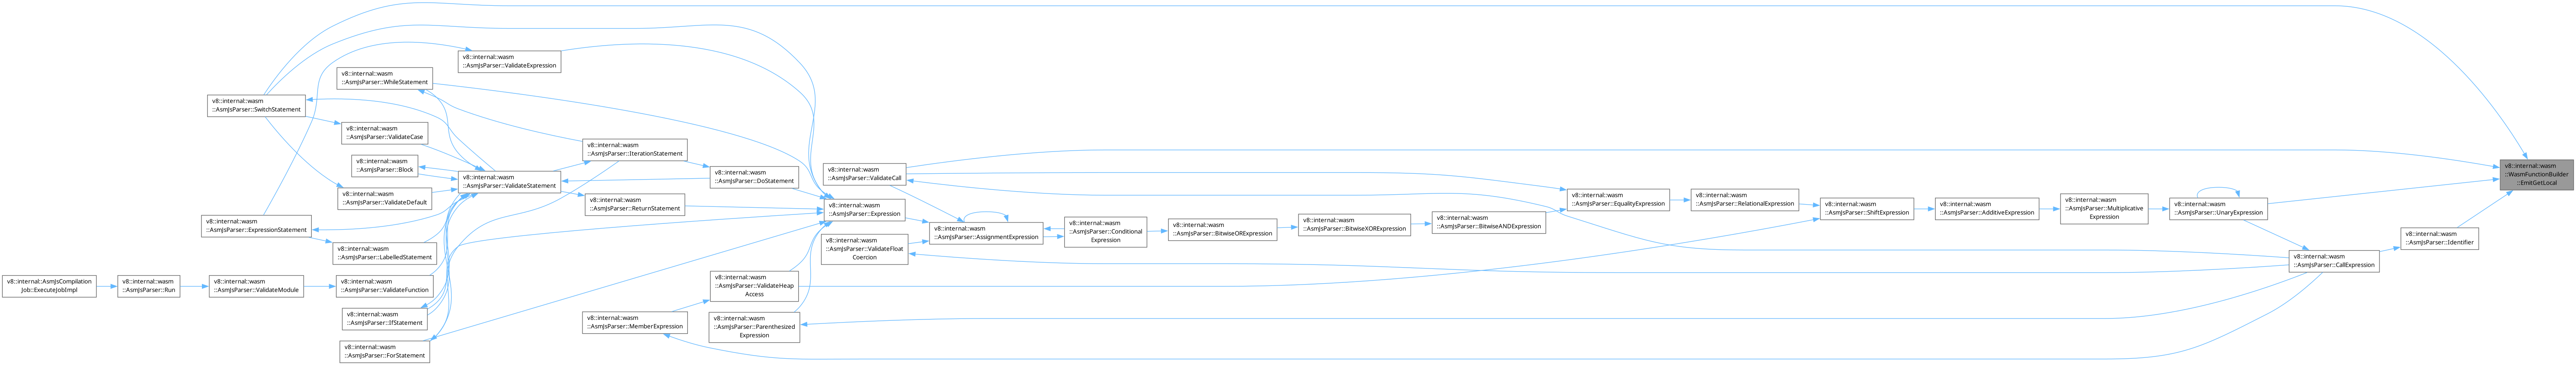 v8::internal::wasm
::AsmJsParser::ValidateExpression
v8::internal::wasm
::AsmJsParser::WhileStatement
v8::internal::wasm
::AsmJsParser::SwitchStatement
v8::internal::wasm
::AsmJsParser::ValidateCase
v8::internal::wasm
::AsmJsParser::IterationStatement
v8::internal::wasm
::AsmJsParser::Block
v8::internal::wasm
::AsmJsParser::ValidateStatement
v8::internal::wasm
::AsmJsParser::DoStatement
v8::internal::wasm
::AsmJsParser::ValidateCall
v8::internal::wasm
::WasmFunctionBuilder
::EmitGetLocal
v8::internal::wasm
::AsmJsParser::ValidateDefault
v8::internal::wasm
::AsmJsParser::ReturnStatement
v8::internal::wasm
::AsmJsParser::Expression
v8::internal::wasm
::AsmJsParser::EqualityExpression
v8::internal::wasm
::AsmJsParser::RelationalExpression
v8::internal::wasm
::AsmJsParser::ShiftExpression
v8::internal::wasm
::AsmJsParser::AdditiveExpression
v8::internal::wasm
::AsmJsParser::Multiplicative
Expression
v8::internal::wasm
::AsmJsParser::UnaryExpression
v8::internal::wasm
::AsmJsParser::ExpressionStatement
v8::internal::wasm
::AsmJsParser::AssignmentExpression
v8::internal::wasm
::AsmJsParser::Conditional
Expression
v8::internal::wasm
::AsmJsParser::BitwiseORExpression
v8::internal::wasm
::AsmJsParser::BitwiseXORExpression
v8::internal::wasm
::AsmJsParser::BitwiseANDExpression
v8::internal::wasm
::AsmJsParser::Identifier
v8::internal::wasm
::AsmJsParser::LabelledStatement
v8::internal::wasm
::AsmJsParser::ValidateFloat
Coercion
v8::internal::wasm
::AsmJsParser::CallExpression
v8::internal::AsmJsCompilation
Job::ExecuteJobImpl
v8::internal::wasm
::AsmJsParser::Run
v8::internal::wasm
::AsmJsParser::ValidateModule
v8::internal::wasm
::AsmJsParser::ValidateFunction
v8::internal::wasm
::AsmJsParser::ValidateHeap
Access
v8::internal::wasm
::AsmJsParser::IfStatement
v8::internal::wasm
::AsmJsParser::MemberExpression
v8::internal::wasm
::AsmJsParser::Parenthesized
Expression
v8::internal::wasm
::AsmJsParser::ForStatement